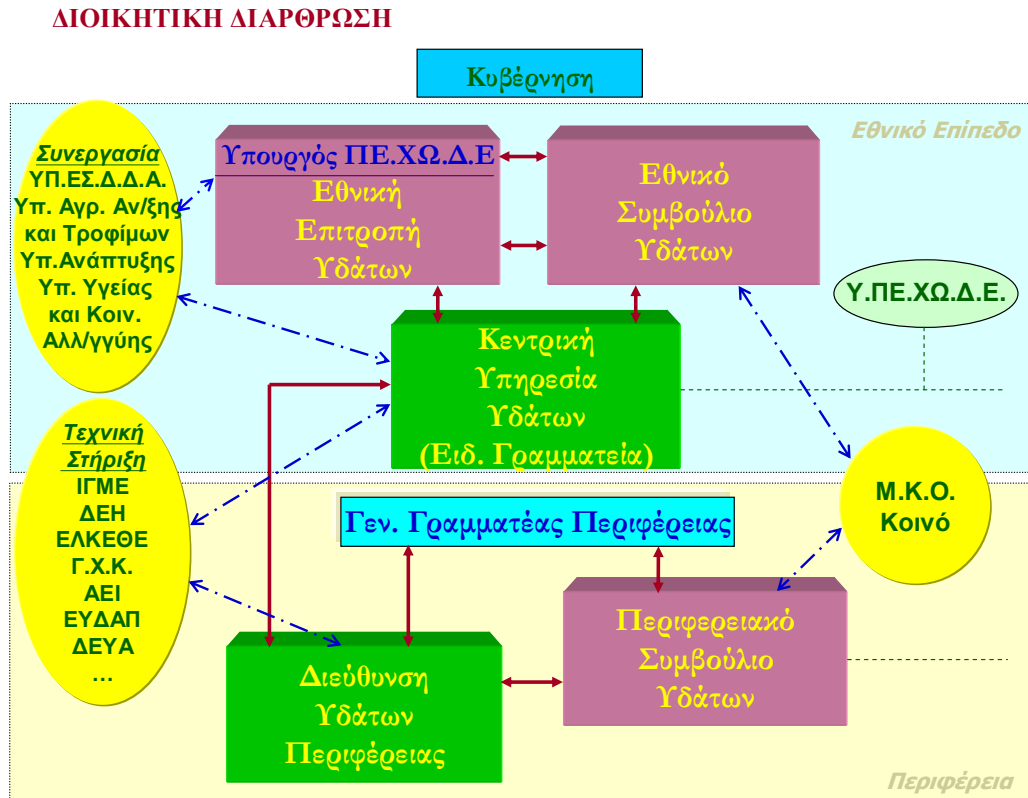 ΔΙΟΙΚΗΤΙΚΗ ΔΙΑΡΘΡΩΣΗ
Κυβέρνηση
Εθνικό Επίπεδο
Συνεργασία
ΥΠ.ΕΣ.Δ.Δ.Α.
Υπ. Αγρ. Αν/ξης
και Τροφίμων
Υπ.Ανάπτυξης
Υπ. Υγείας
και Κοιν.
Αλλ/γγύης
Υπουργός ΠΕ.ΧΩ.Δ.Ε
Εθνική
Επιτροπή
Υδάτων
Εθνικό
Συμβούλιο
Υδάτων
Υ.ΠΕ.ΧΩ.Δ.Ε.
Κεντρική
Υπηρεσία
Υδάτων
(Ειδ. Γραμματεία)
Τεχνική
Στήριξη
ΙΓΜΕ
ΔΕΗ
ΕΛΚΕΘΕ
Γ.Χ.Κ.
ΑΕΙ
ΕΥΔΑΠ
ΔΕΥΑ
...
Μ.Κ.Ο.
Κοινό
Γεν. Γραμματέας Περιφέρειας
Περιφερειακό
Συμβούλιο
Υδάτων
Διεύθυνση
Υδάτων
Περιφέρειας
Περιφέρεια